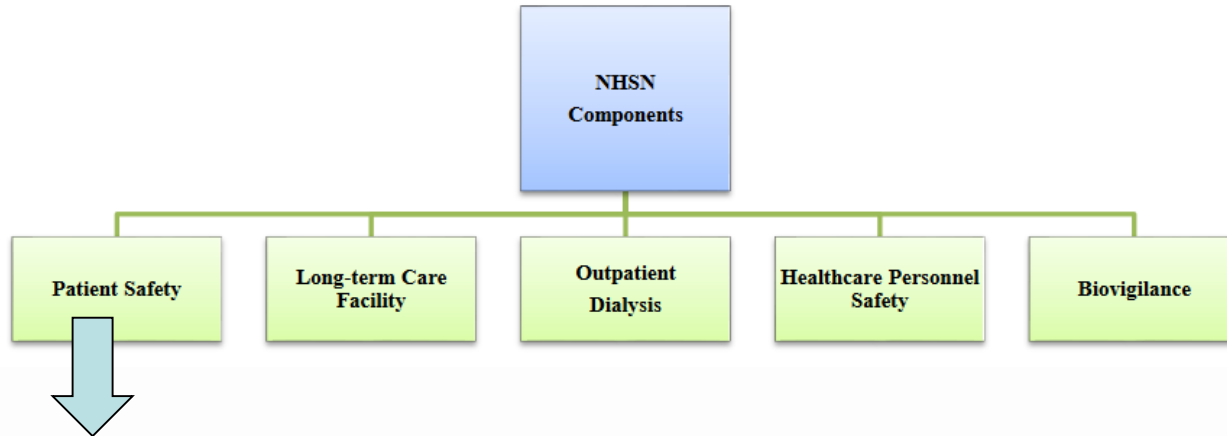 NHSN
Components
Patient Safety
Long-term Care
Facility
Outpatient
Dialysis
Healthcare Personnel
Safety
Biovigilance